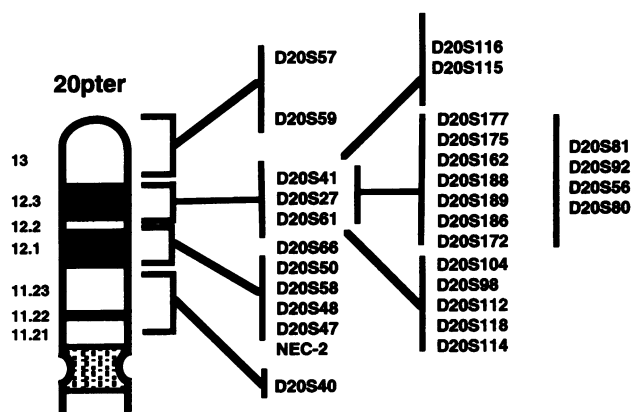 20pter
13
12.3
12.2
12.1
11.23
11.22
11.21
D20S57
D20S59
D20S41
D20S27
D20S61
D20S66
D20S50
D20S58
D20S48
D20S47
NEC-2
D20S40
D20S116
D20S115
D20S177
D20S175
D20S162
D20S188
D20S189
D20S186
D20S172
D20S104
D20S98
D20S112
D20S118
D20S114
D20S81
D20S92
D20S56
D20S80